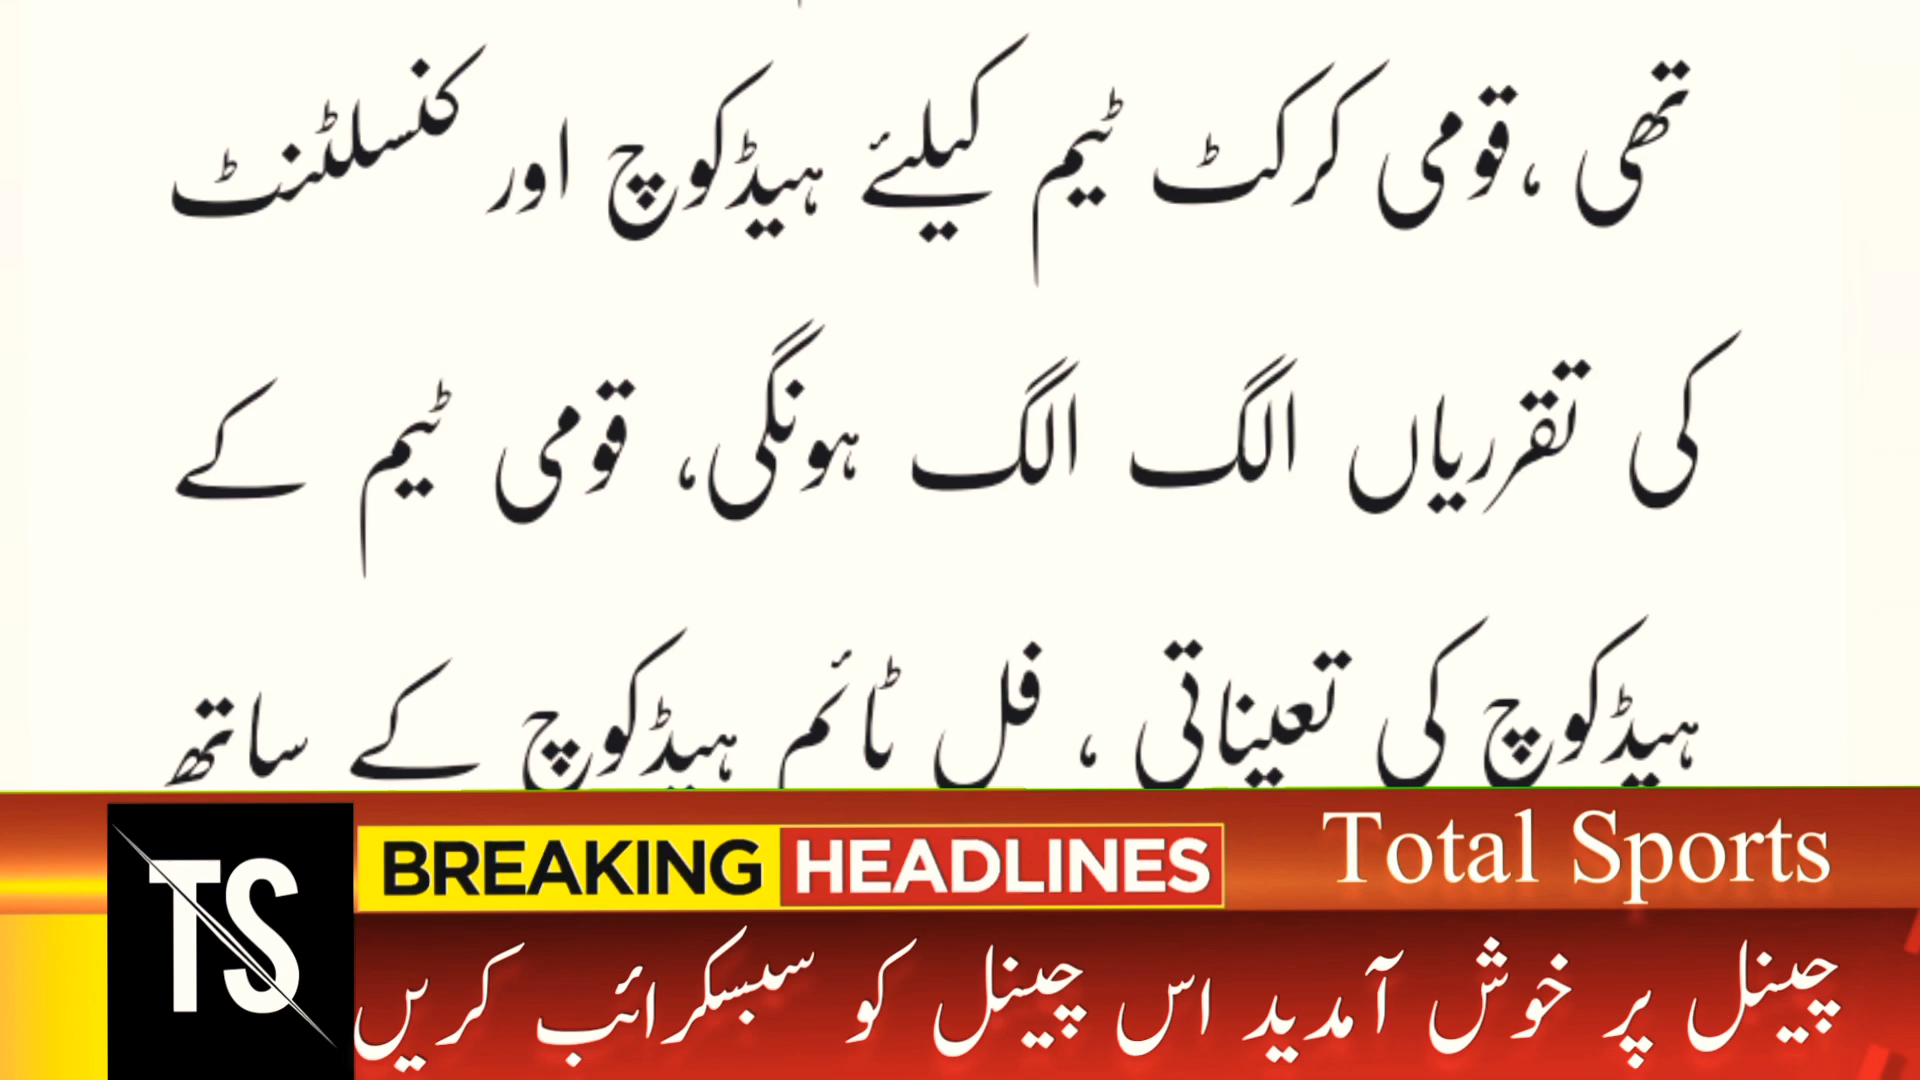 تھی ،قومی کرکٹ ٹیم کیلئے ہیڈکوچ اور کنسلٹنٹ
کی تقرریاں الگ الگ ہونگی، قومی ٹیم کے
ہیڈکوچ کی تعیناتی ، فل ٹائم ہیڈکوچ کے ساتھ
TS
BREAKING HEADLINES
Total Sports
چینل پر خوش آمدید اس چینل کو سبسکرائب کریں